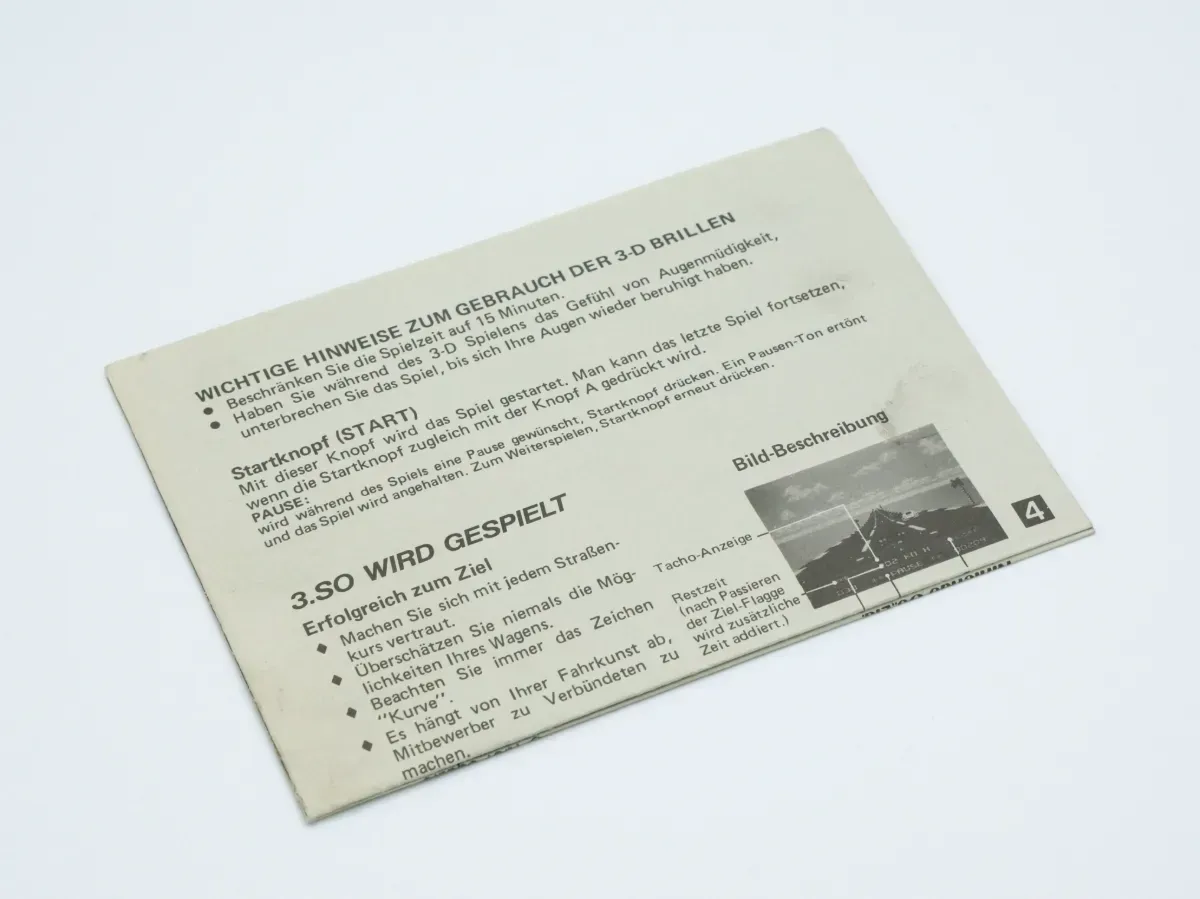 WICHTIGE HINWEISE ZUM GEBRAUCH DER 3-D BRILLEN
● Beschränken Sie die Spielzeit auf 15 Minuten.
● Haben Sie während des 3-D Spielens das Gefühl von Augenmüdigkeit,
unterbrechen Sie das Spiel, bis sich Ihre Augen wieder beruhigt haben.
Startknopf (START)
Mit dieser Knopf wird das Spiel gestartet. Man kann das letzte Spiel fortsetzen,
wenn die Startknopf zugleich mit der Knopf A gedrückt wird.
PAUSE:
wird während des Spiels eine Pause gewünscht, Startknopf drücken. Ein Pausen-Ton ertönt
und das Spiel wird angehalten. Zum Weiterspielen, Startknopf erneut drücken.
3.SO WIRD GESPIELT
Erfolgreich zum Ziel
◆ Machen Sie sich mit jedem Straßen-
kurs vertraut.
◆ Überschätzen Sie niemals die Mög-
lichkeiten Ihres Wagens.
◆ Beachten Sie immer das Zeichen
"Kurve".
◆ Es hängt von Ihrer Fahrkunst ab,
Mitbewerber zu Verbündeten zu
machen.
Bild-Beschreibung
Tacho-Anzeige
Restzeit
(nach Passieren
der Ziel-Flagge
wird zusätzliche
Zeit addiert.)
4